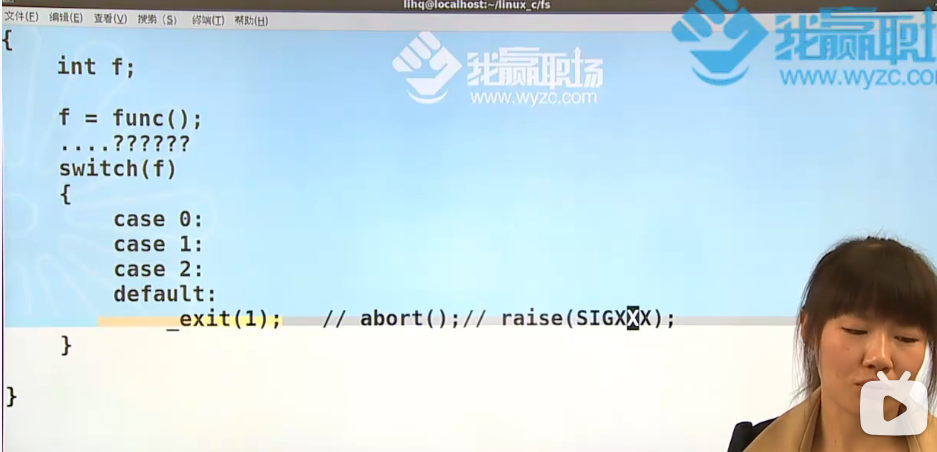 lihq@localhost:~/linux_c/fs
文件(F) 编辑(E) 查看(V) 搜索 (S) 终端(T) 帮助(H)
{
int f;
我赢职场
www.wyzc.com
我赢职场
www.wyzc.com
f = func();
....??????
switch(f)
{
case 0:
case 1:
case 2:
default:
_exit(1); // abort();// raise(SIGXXX);
}
}